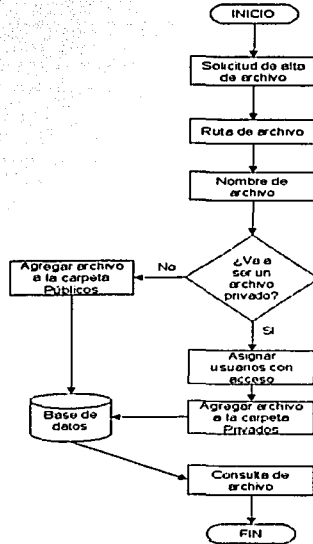 INICIO
Solicitud de alta
de archivo
Ruta de archivo
Nombre de
archivo
¿Va a
ser un
archivo
privado?
No
Agregar archivo
a la carpeta
Públicos
Si
Asignar
usuarios con
acceso
Agregar archivo
a la carpeta
Privados
Base de
datos
Consulta de
archivo
FIN